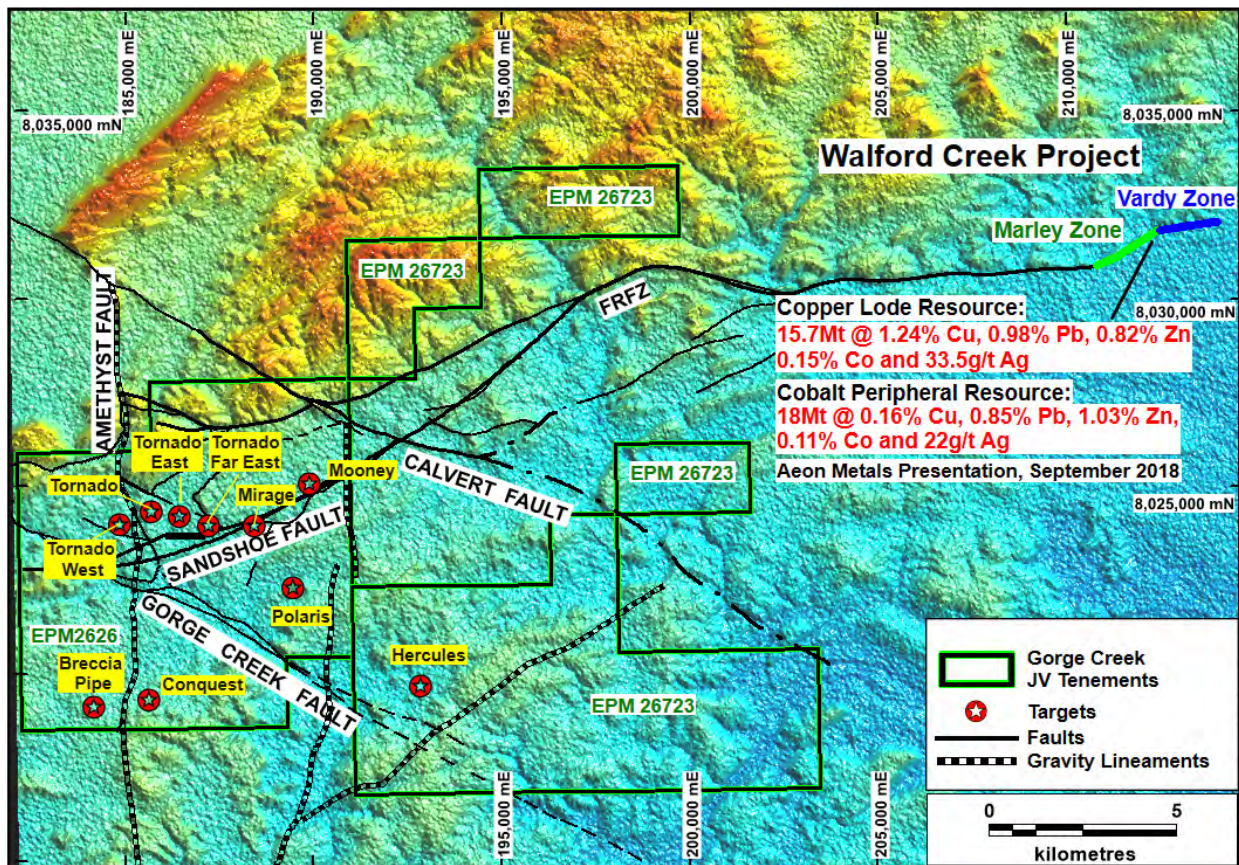 185,000 mE
190,000 mE
195,000 mE
200,000 mE
205,000 mE
210,000 mE
8,035,000 mN
8,035,000 mN
Walford Creek Project
EPM 26723
Vardy Zone
Marley Zone
EPM 26723
AMETHYST FAULT
FRFZ
8,030,000 mN
Copper Lode Resource:
15.7Mt @ 1.24% Cu, 0.98% Pb, 0.82% Zn
0.15% Co and 33.5g/t Ag
Cobalt Peripheral Resource:
18Mt @ 0.16% Cu, 0.85% Pb, 1.03% Zn,
0.11% Co and 22g/t Ag
Aeon Metals Presentation, September 2018
Tornado
East
Tornado
Far East
Mooney
CALVERT FAULT
EPM 26723
Tornado
Mirage
8,025,000 mN
Tornado
West
SANDSHOE FAULT
Polaris
GORGE CREEK FAULT
EPM2626
Breccia
Pipe
Conquest
Hercules
EPM 26723
Gorge Creek
JV Tenements
Targets
Faults
Gravity Lineaments
195,000 mE
200,000 mE
205,000 mE
0
5
kilometres